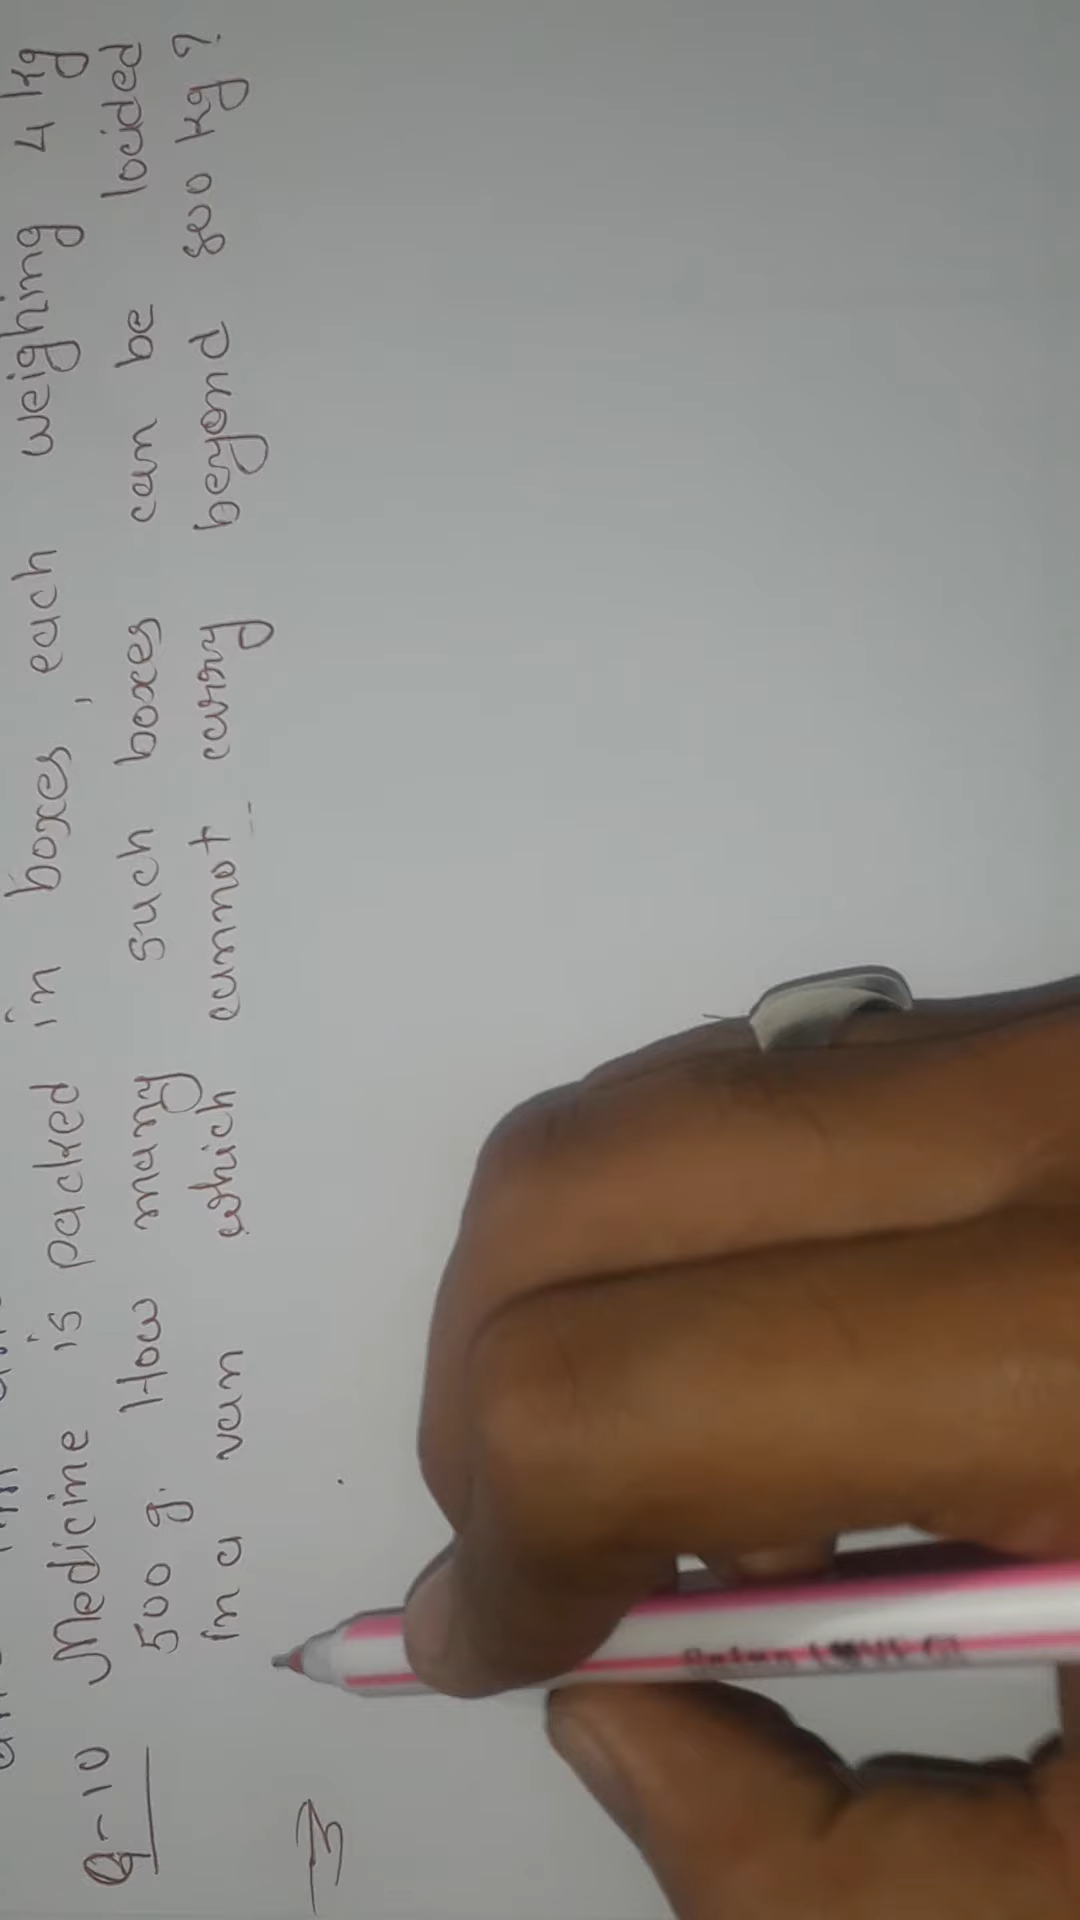 Q-10 Medicine is packed in boxes, each weighing 4 kg
500 g. How many such boxes can be loaded
in a van which cannot carry beyond 800 kg?